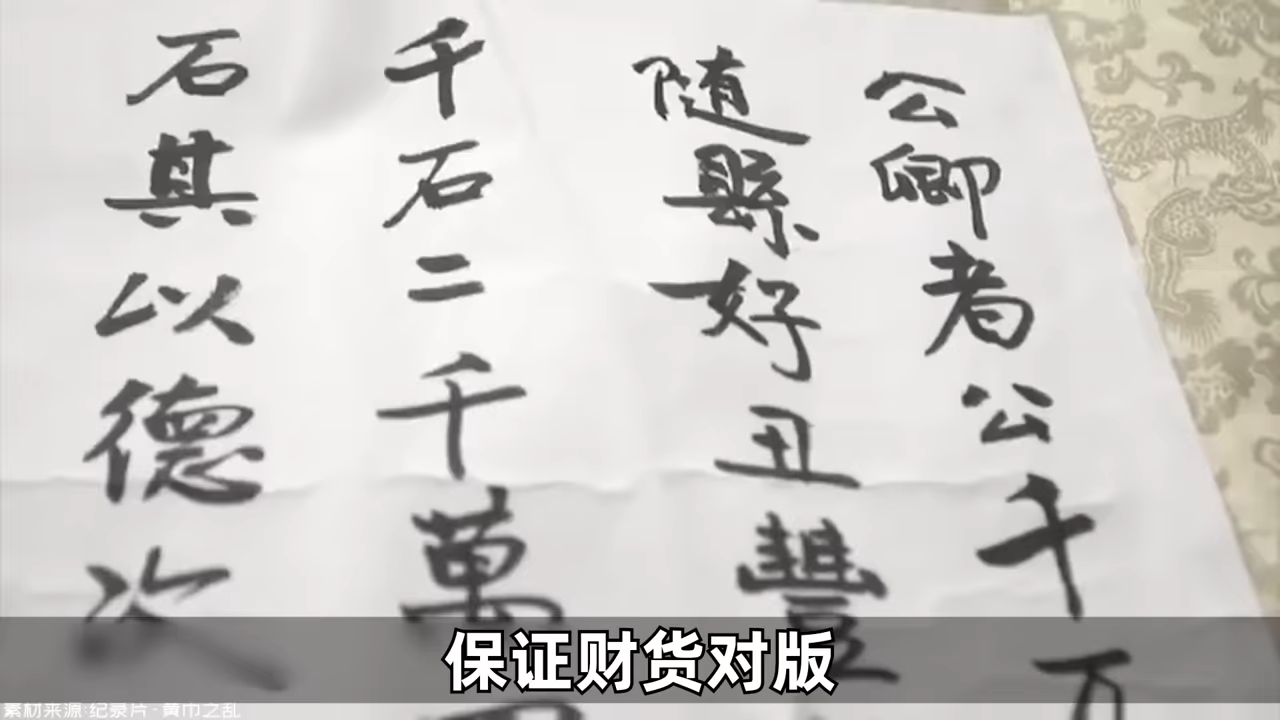 公卿者公千
随縣好丑豐
千石二千萬
石其以德次
保证财货对版
素材来源:纪录片-黄巾之乱